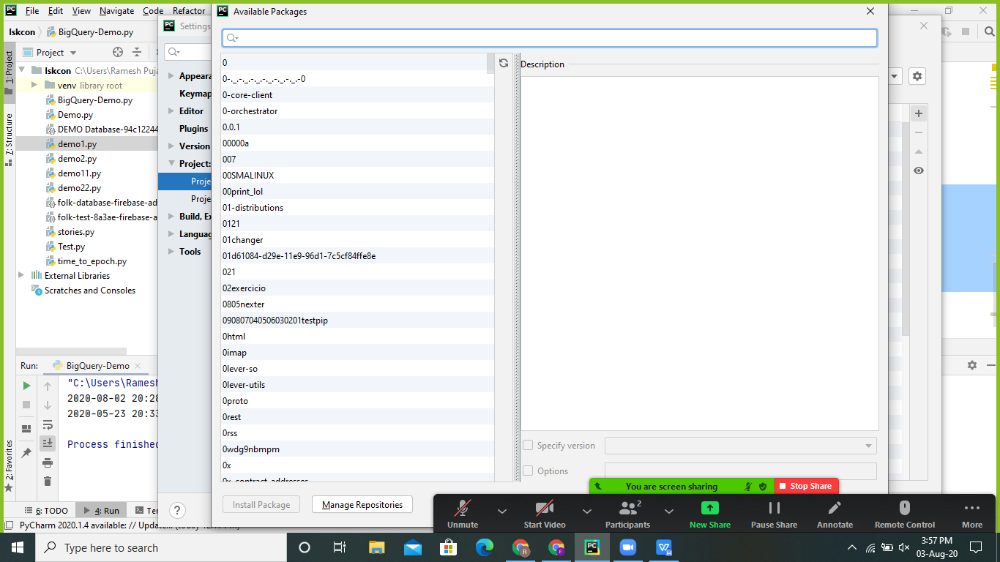 File Edit View Navigate Code Refactor
Available Packages
Iskcon BigQuery-Demo.py
Settings
Project
1: Project
Iskcon C:\Users\Ramesh Puja
venv library root
BigQuery-Demo.py
Demo.py
DEMO Database-94c12244
demo1.py
demo2.py
demo11.py
demo22.py
folk-database-firebase-ad
folk-test-8a3ae-firebase-a
stories.py
Test.py
time_to_epoch.py
External Libraries
Scratches and Consoles
7: Structure
2: Favorites
Appeara
Keymap
Editor
Plugins
Version
Project:
Proje
Proje
Build, Ex
Languag
Tools
0
0-._.-._.-._.-._.-._.-._.-0
0-core-client
0-orchestrator
0.0.1
00000a
007
00SMALINUX
00print_lol
01-distributions
0121
01changer
01d61084-d29e-11e9-96d1-7c5cf84ffe8e
021
02exercicio
0805nexter
090807040506030201testpip
0html
0imap
0lever-so
0lever-utils
0proto
0rest
0rss
0wdg9nbmpm
0x
0x_contract_addresses
Description
Specify version
Options
Install Package
Manage Repositories
Run: BigQuery-Demo
"C:\Users\Ramesh
2020-08-02 20:28
2020-05-23 20:33
Process finished
6: TODO 4: Run Ter
PyCharm 2020.1.4 available: // Update...
You are screen sharing
Stop Share
Unmute
Start Video
Participants
2
New Share
Pause Share
Annotate
Remote Control
More
Type here to search
3:57 PM
03-Aug-20